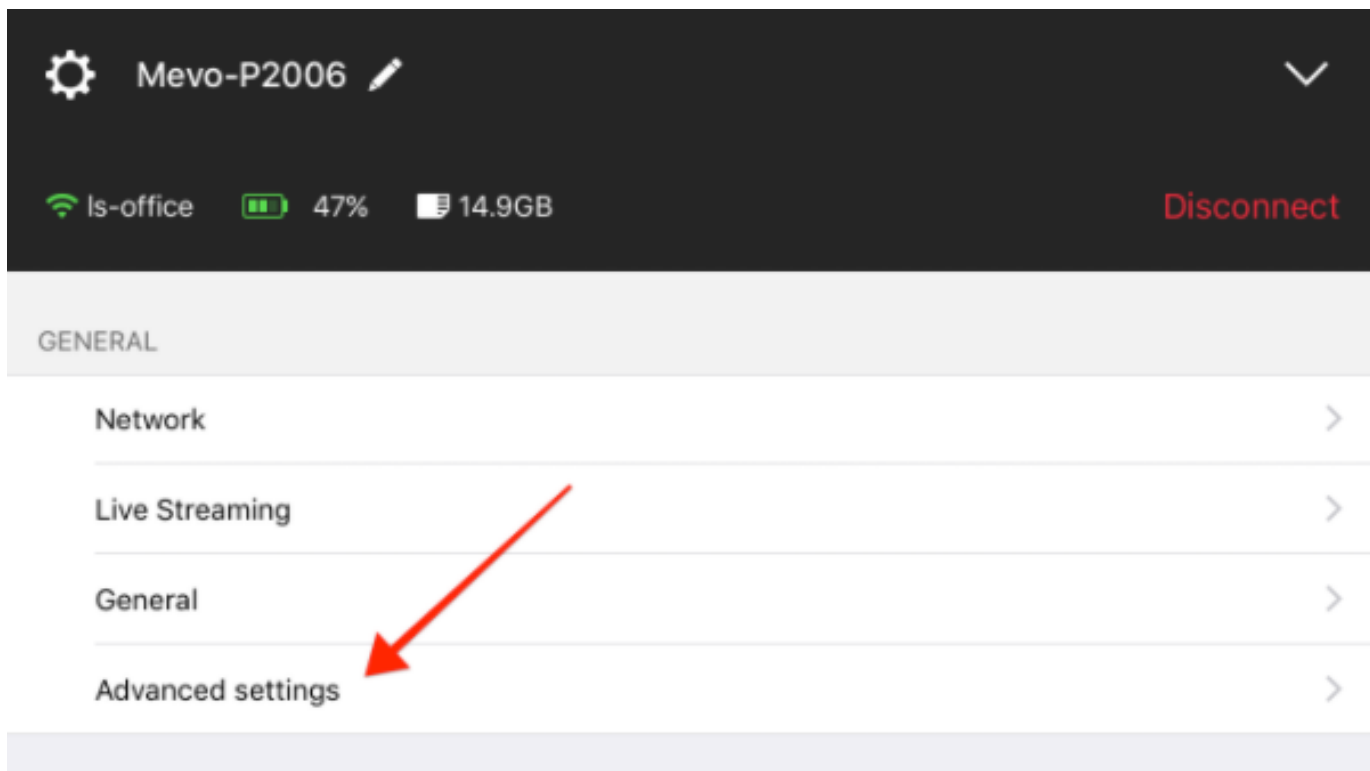 Mevo-P2006
ls-office 47% 14.9GB Disconnect
GENERAL
Network
Live Streaming
General
Advanced settings